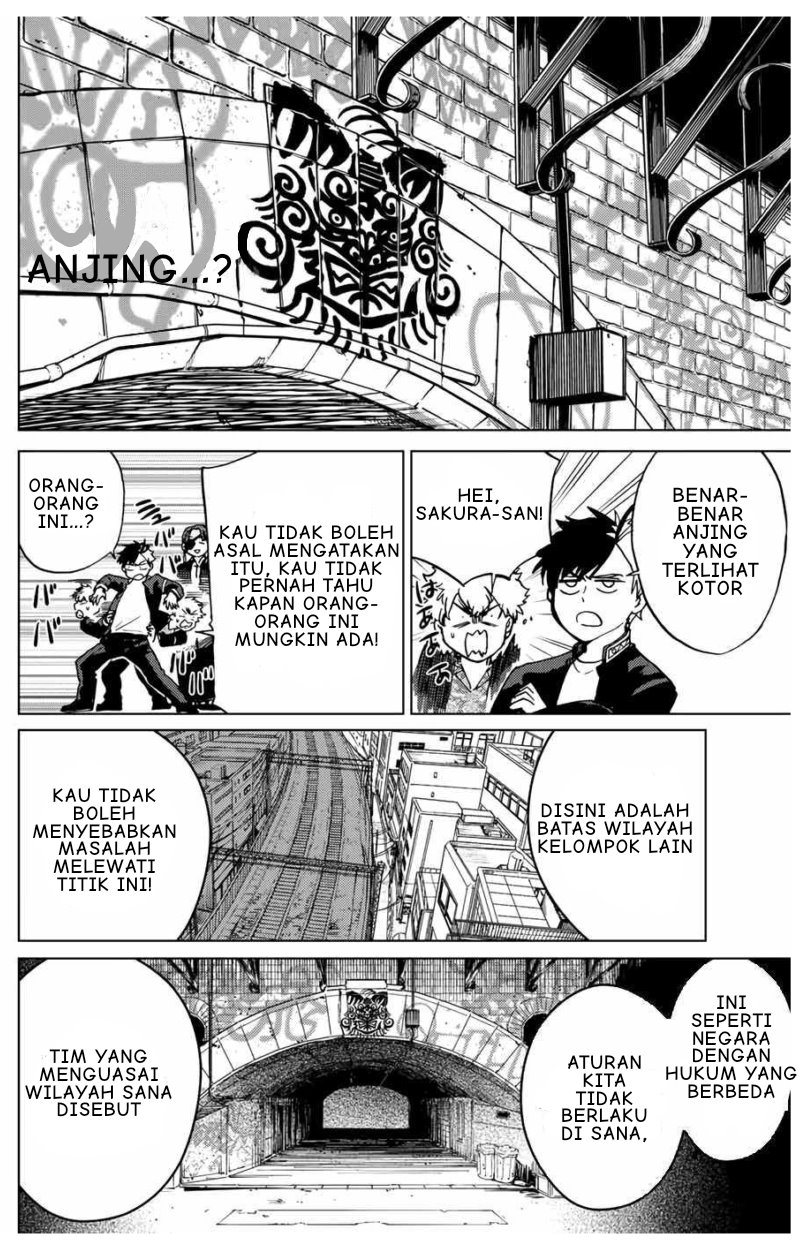 ANJING...?
BENAR-
BENAR
ANJING
YANG
TERLIHAT
KOTOR
HEI,
SAKURA-SAN!
KAU TIDAK BOLEH
ASAL MENGATAKAN
ITU, KAU TIDAK
PERNAH TAHU
KAPAN ORANG-
ORANG INI
MUNGKIN ADA!
ORANG-
ORANG
INI...?
DISINI ADALAH
BATAS WILAYAH
KELOMPOK LAIN
KAU TIDAK
BOLEH
MENYEBABKAN
MASALAH
MELEWATI
TITIK INI!
INI
SEPERTI
NEGARA
DENGAN
HUKUM YANG
BERBEDA
ATURAN
KITA
TIDAK
BERLAKU
DI SANA,
TIM YANG
MENGUASAI
WILAYAH SANA
DISEBUT